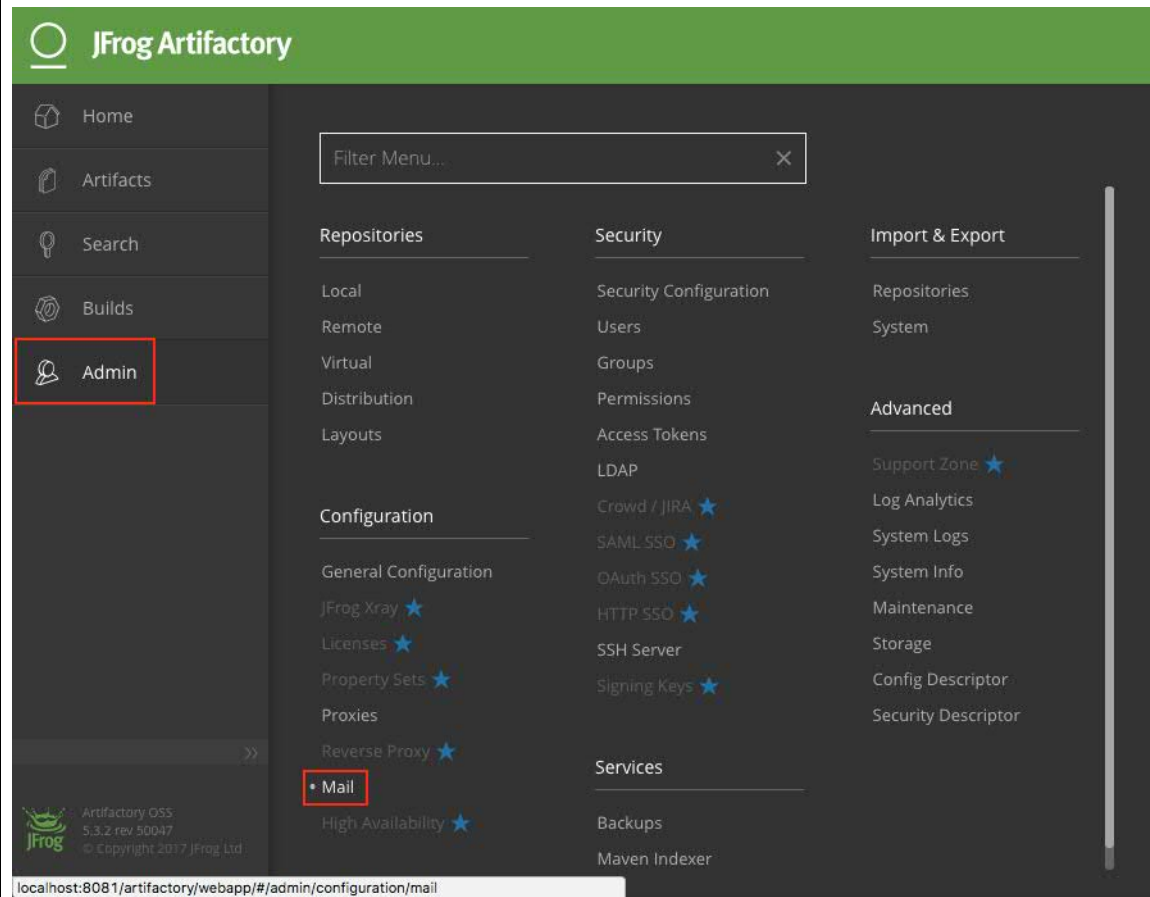 JFrog Artifactory
Home
Artifacts
Search
Builds
Admin
Filter Menu...
Repositories
Local
Remote
Virtual
Distribution
Layouts
Configuration
General Configuration
JFrog Xray
Licenses
Property Sets
Proxies
Reverse Proxy
Mail
High Availability
Security
Security Configuration
Users
Groups
Permissions
Access Tokens
LDAP
Crowd / JIRA
SAML SSO
OAuth SSO
HTTP SSO
SSH Server
Signing Keys
Services
Backups
Maven Indexer
Import & Export
Repositories
System
Advanced
Support Zone
Log Analytics
System Logs
System Info
Maintenance
Storage
Config Descriptor
Security Descriptor
JFrog
Artifactory OSS
5.3.2 rev 50047
© Copyright 2017 JFrog Ltd
localhost:8081/artifactory/webapp/#/admin/configuration/mail